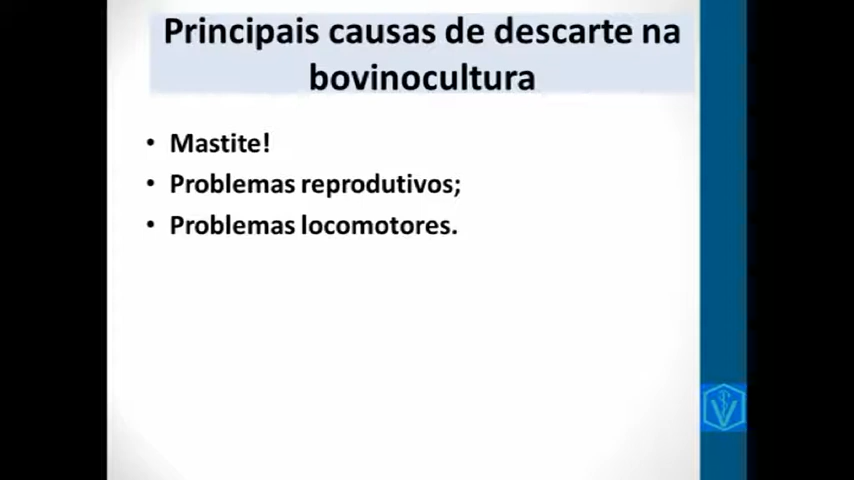 Principais causas de descarte na
bovinocultura
• Mastite!
• Problemas reprodutivos;
• Problemas locomotores.